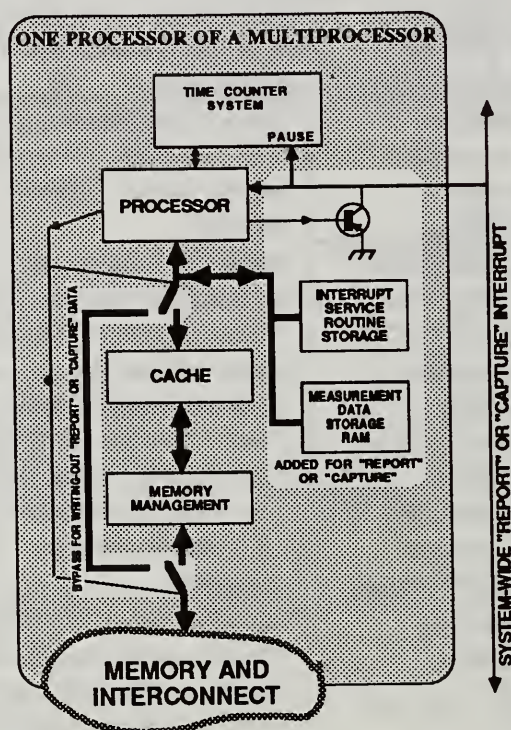 ONE PROCESSOR OF A MULTIPROCESSOR
TIME COUNTER
SYSTEM
PAUSE
PROCESSOR
INTERRUPT
SERVICE
ROUTINE
STORAGE
CACHE
MEASUREMENT
DATA
STORAGE
RAM
ADDED FOR "REPORT"
OR "CAPTURE"
MEMORY
MANAGEMENT
BYPASS FOR WRITING-OUT "REPORT" OR "CAPTURE" DATA
MEMORY AND
INTERCONNECT
SYSTEM-WIDE "REPORT" OR "CAPTURE" INTERRUPT